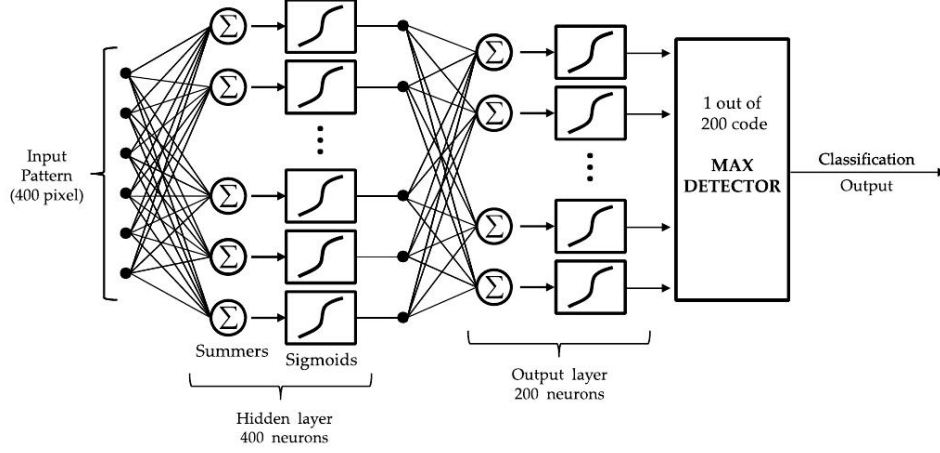 Input
Pattern
(400 pixel)
Σ
Σ
Σ
Σ
Σ
Summers
Sigmoids
Hidden layer
400 neurons
Σ
Σ
Σ
Σ
Output layer
200 neurons
1 out of
200 code
MAX
DETECTOR
Classification
Output